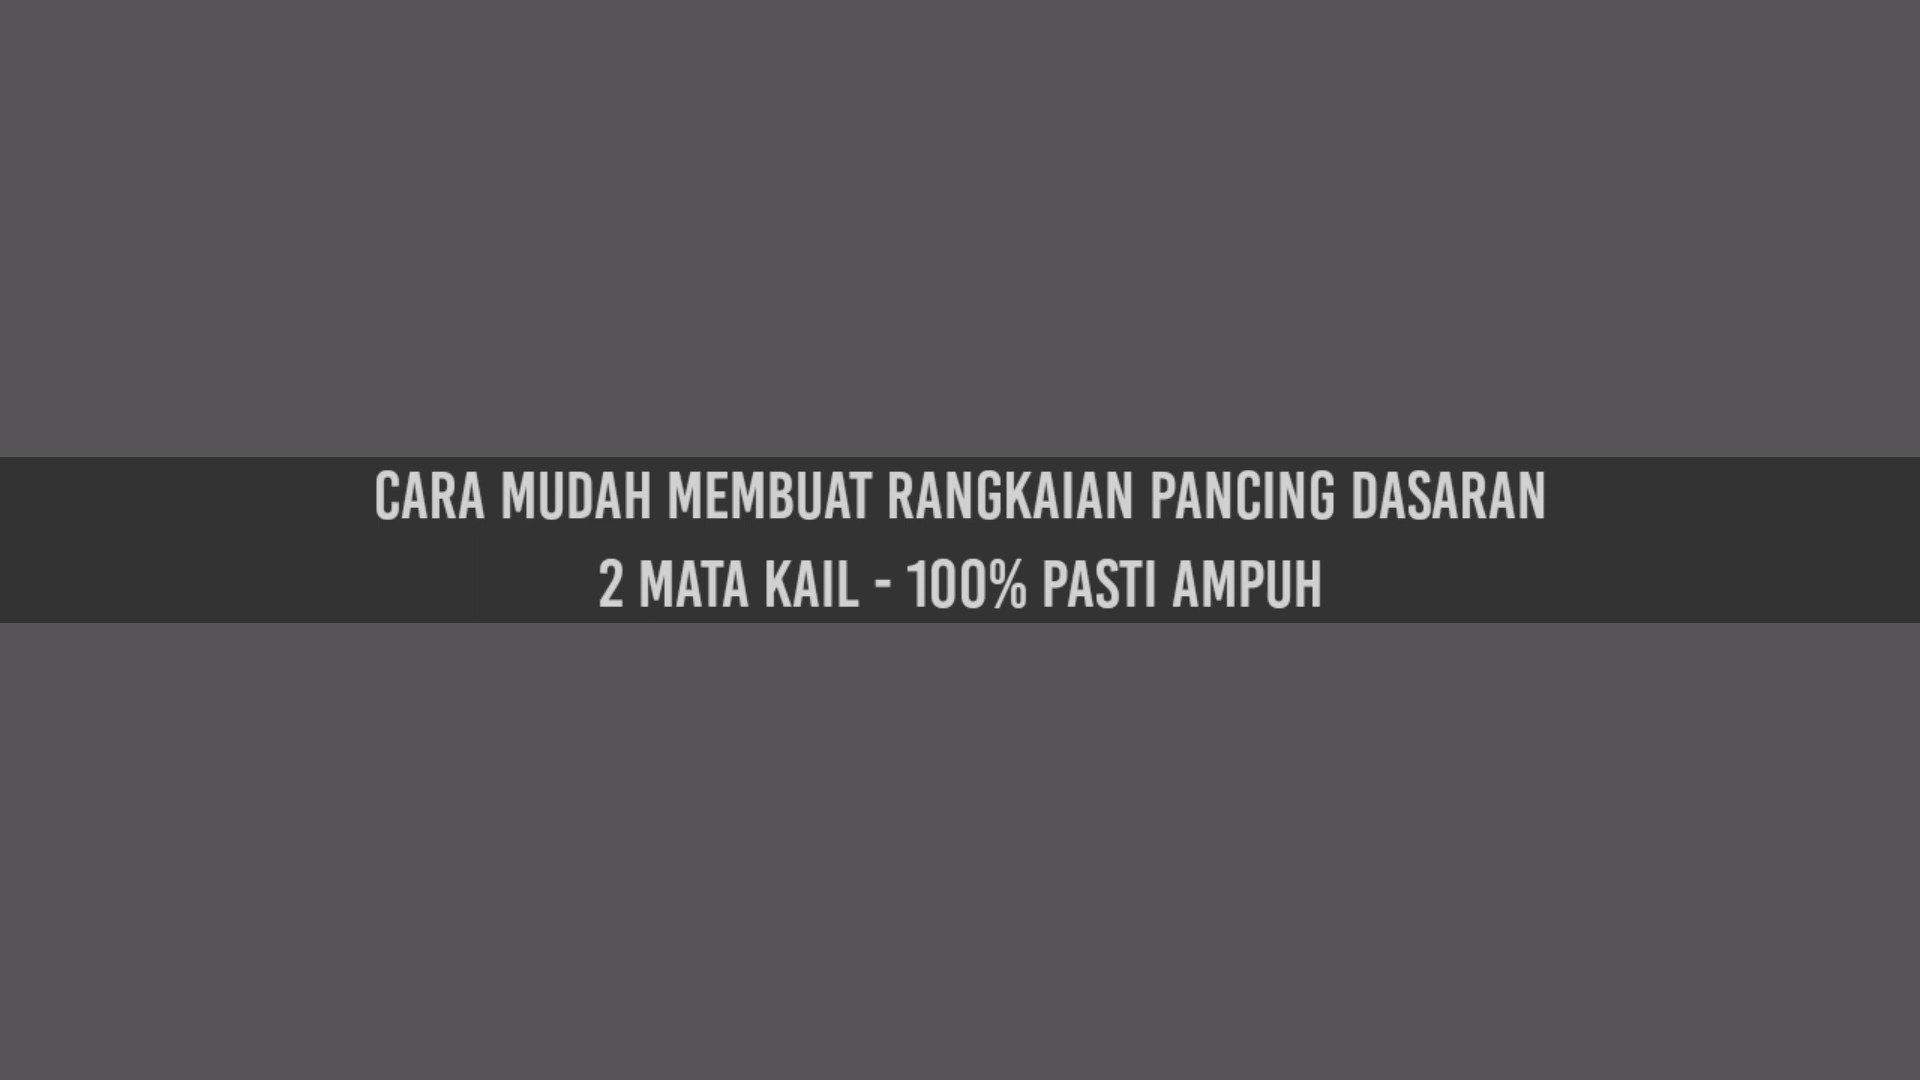 CARA MUDAH MEMBUAT RANGKAIAN PANCING DASARAN
2 MATA KAIL - 100% PASTI AMPUH